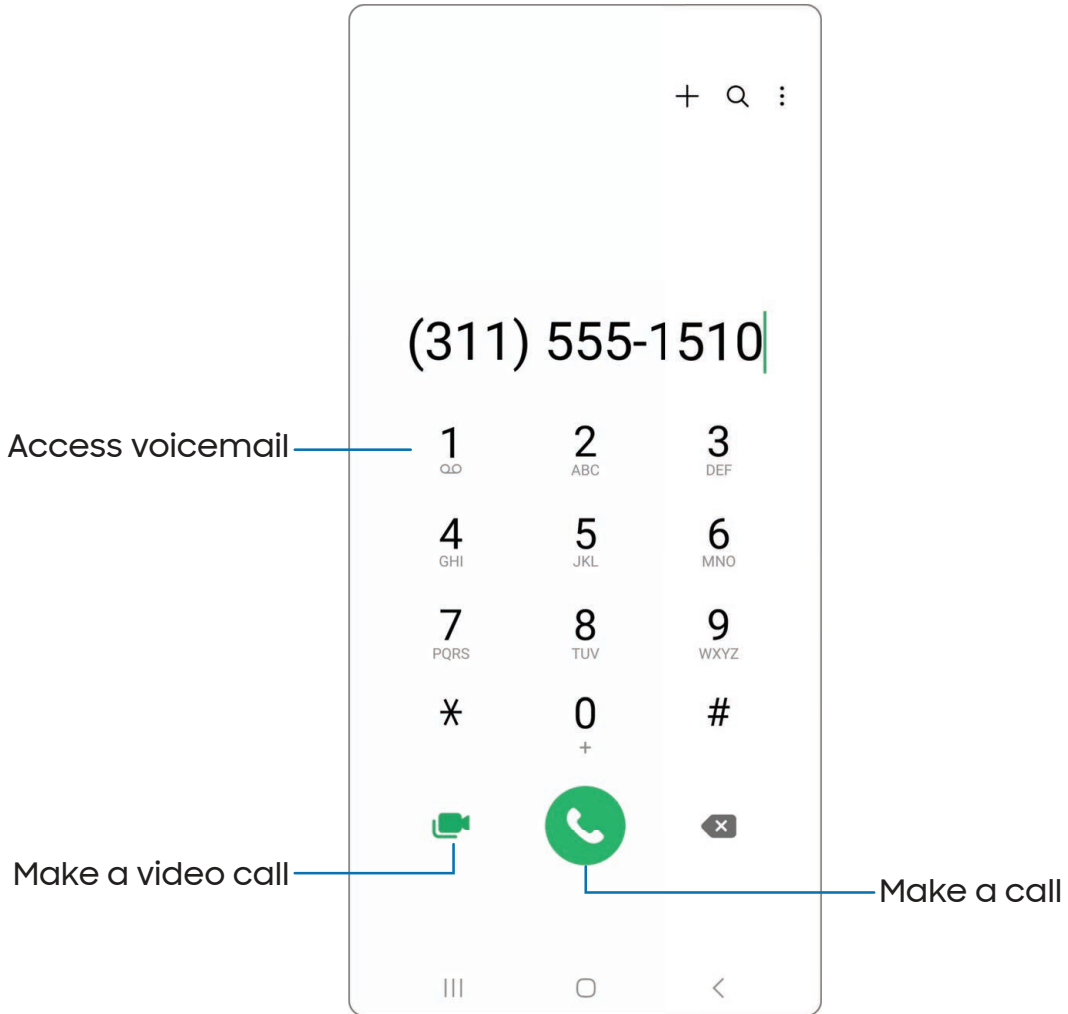 (311) 555-1510
Access voicemail
1 2 3
ABC DEF
4 5 6
GHI JKL MNO
7 8 9
PQRS TUV WXYZ
* 0 #
+
Make a video call
Make a call